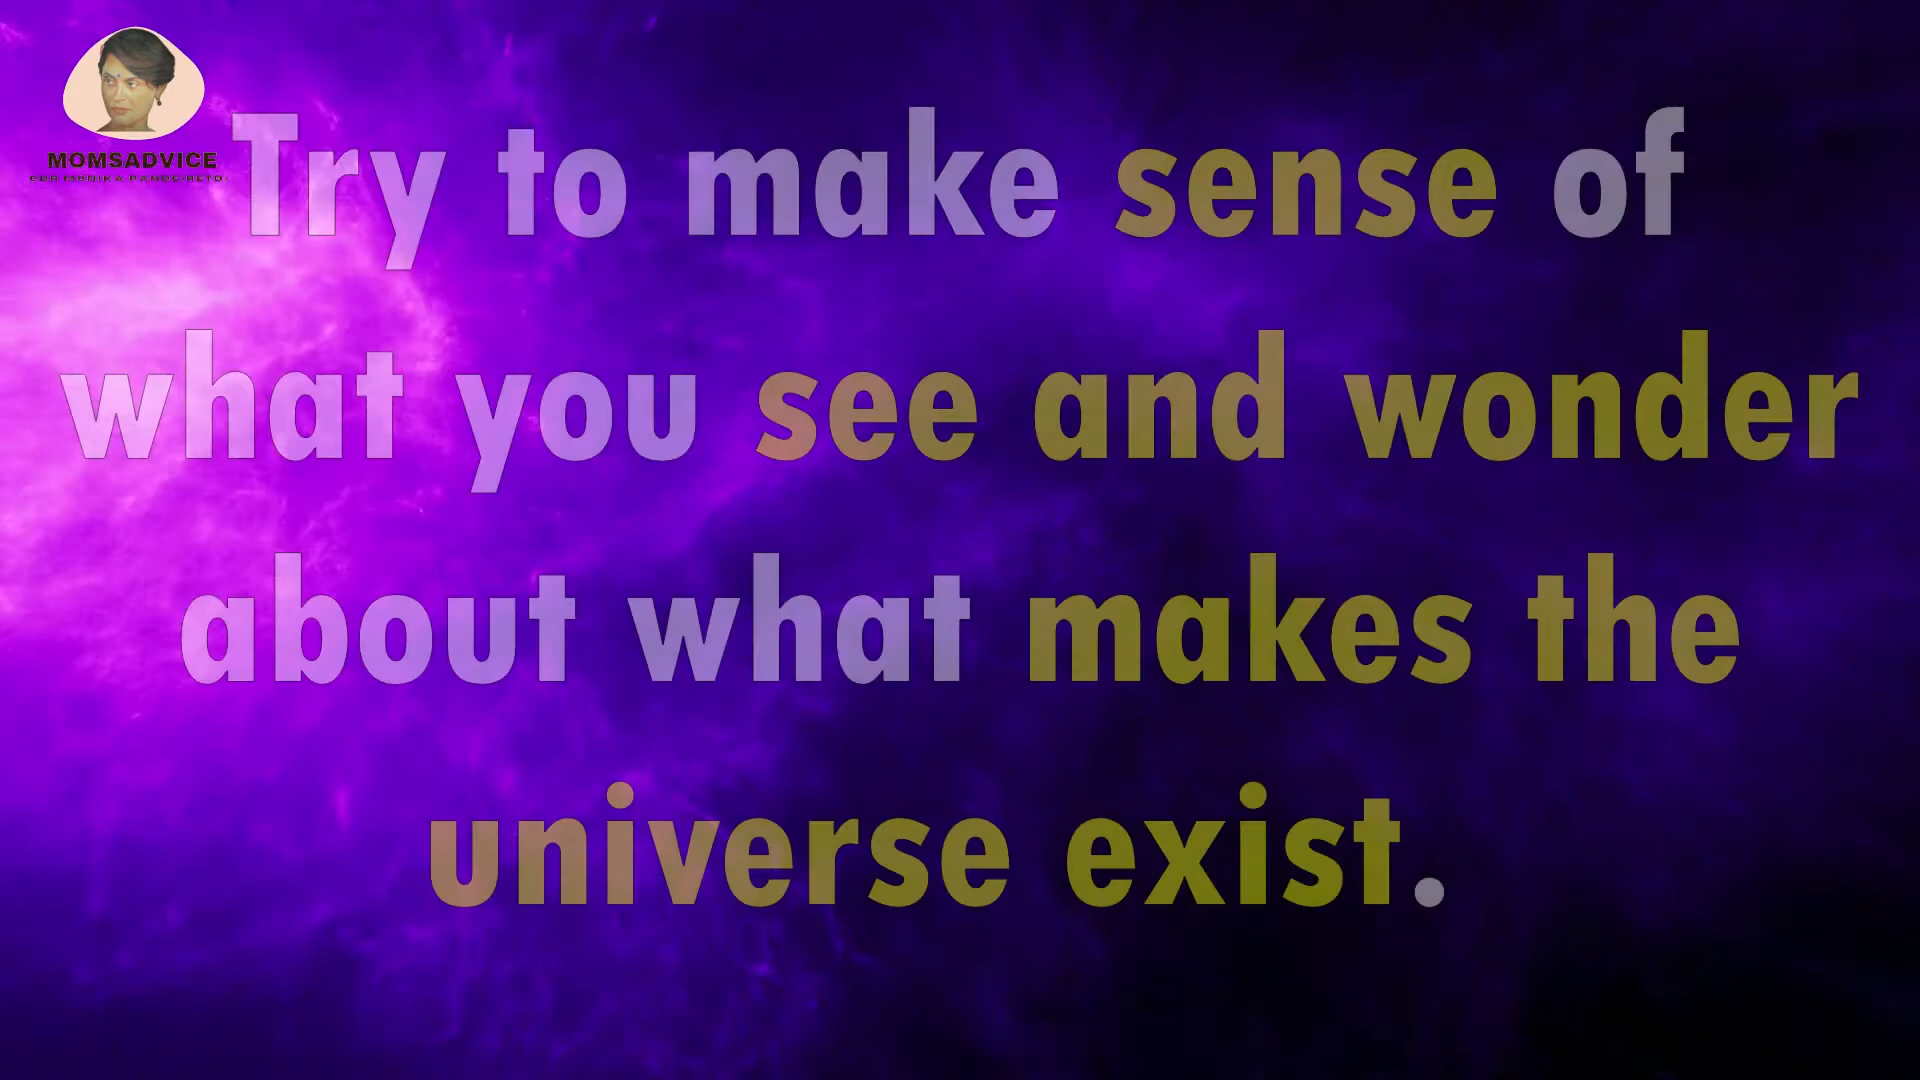 MOMSADVICE
Try to make sense of
what you see and wonder
about what makes the
universe exist.